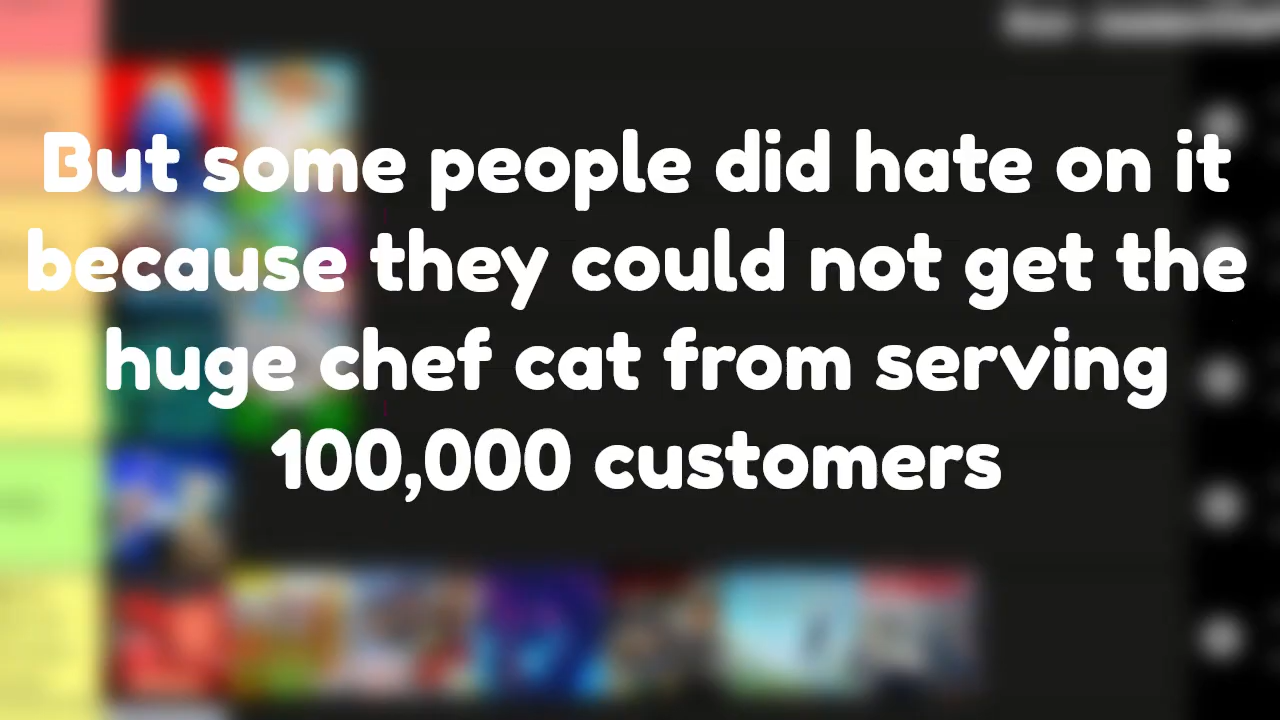 But some people did hate on it
because they could not get the
huge chef cat from serving
100,000 customers